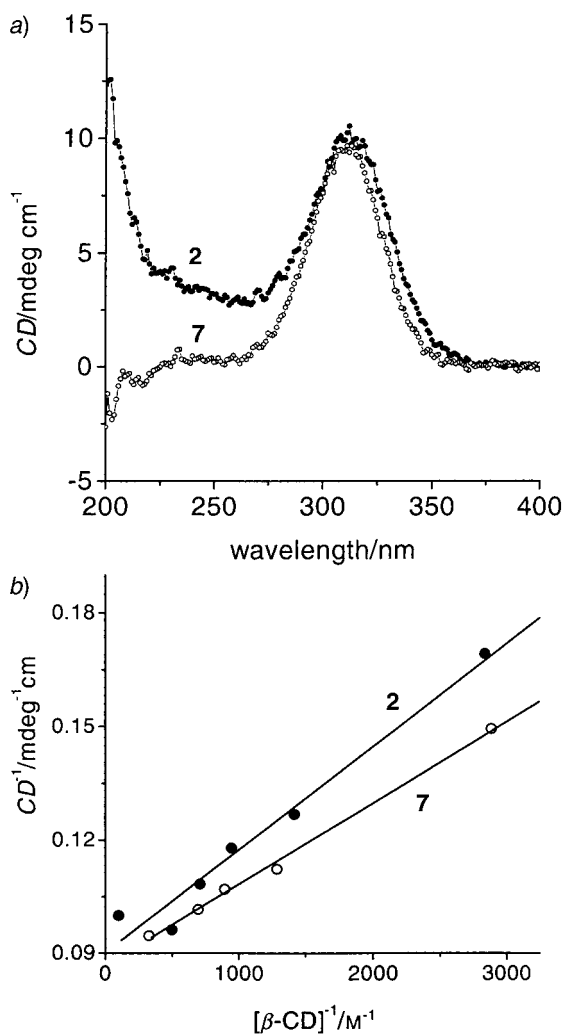 a)
15
10
5
0
-5
CD/mdeg cm⁻¹
2
7
200 250 300 350 400
wavelength/nm
b)
0.18
0.15
0.12
0.09
CD⁻¹/mdeg⁻¹cm
2
7
0 1000 2000 3000
[β-CD]⁻¹/M⁻¹